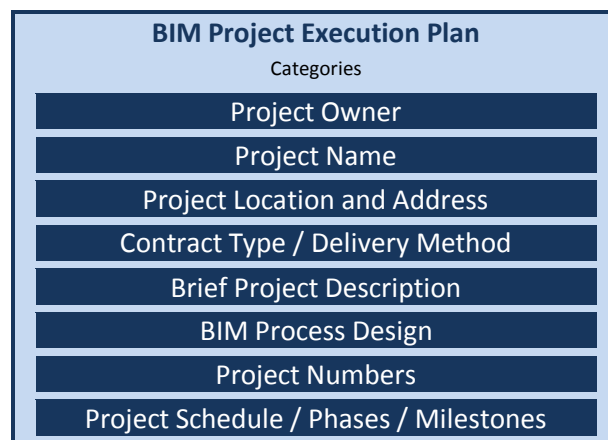 BIM Project Execution Plan
Categories
Project Owner
Project Name
Project Location and Address
Contract Type / Delivery Method
Brief Project Description
BIM Process Design
Project Numbers
Project Schedule / Phases / Milestones